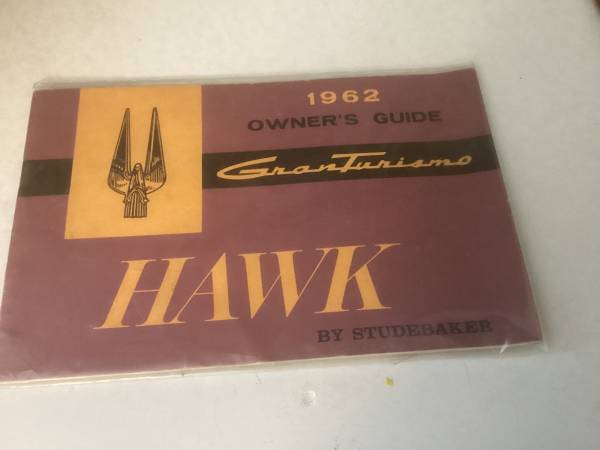 1962
OWNER'S GUIDE
GranTurismo
HAWK
BY STUDEBAKER